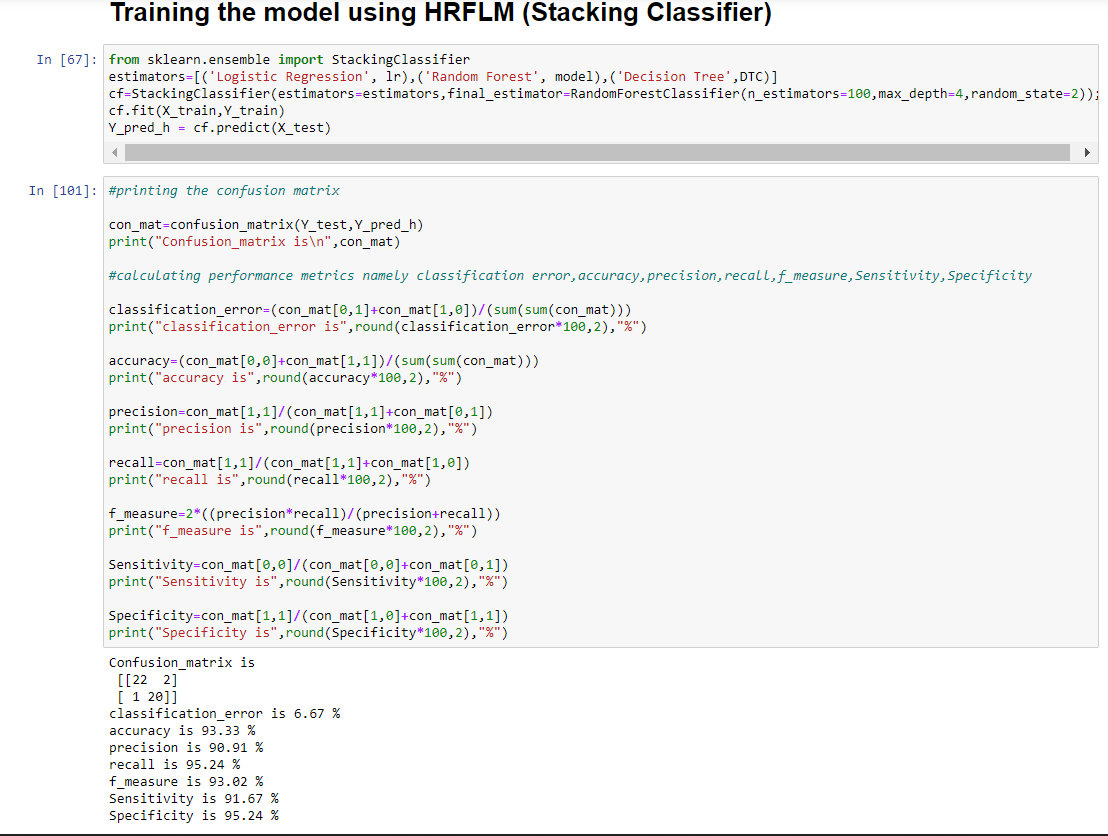 Training the model using HRFLM (Stacking Classifier)
In [67]: from sklearn.ensemble import StackingClassifier
estimators=[('Logistic Regression', lr),('Random Forest', model),('Decision Tree',DTC)]
cf=StackingClassifier(estimators=estimators,final_estimator=RandomForestClassifier(n_estimators=100,max_depth=4,random_state=2));
cf.fit(X_train,Y_train)
Y_pred_h = cf.predict(X_test)
In [101]: #printing the confusion matrix
con_mat=confusion_matrix(Y_test,Y_pred_h)
print("Confusion_matrix is\n",con_mat)
#calculating performance metrics namely classification error,accuracy,precision,recall,f_measure,Sensitivity,Specificity
classification_error=(con_mat[0,1]+con_mat[1,0])/(sum(sum(con_mat)))
print("classification_error is",round(classification_error*100,2),"%")
accuracy=(con_mat[0,0]+con_mat[1,1])/(sum(sum(con_mat)))
print("accuracy is",round(accuracy*100,2),"%")
precision=con_mat[1,1]/(con_mat[1,1]+con_mat[0,1])
print("precision is",round(precision*100,2),"%")
recall=con_mat[1,1]/(con_mat[1,1]+con_mat[1,0])
print("recall is",round(recall*100,2),"%")
f_measure=2*((precision*recall)/(precision+recall))
print("f_measure is",round(f_measure*100,2),"%")
Sensitivity=con_mat[0,0]/(con_mat[0,0]+con_mat[0,1])
print("Sensitivity is",round(Sensitivity*100,2),"%")
Specificity=con_mat[1,1]/(con_mat[1,0]+con_mat[1,1])
print("Specificity is",round(Specificity*100,2),"%")
Confusion_matrix is
[[22  2]
[ 1 20]]
classification_error is 6.67 %
accuracy is 93.33 %
precision is 90.91 %
recall is 95.24 %
f_measure is 93.02 %
Sensitivity is 91.67 %
Specificity is 95.24 %